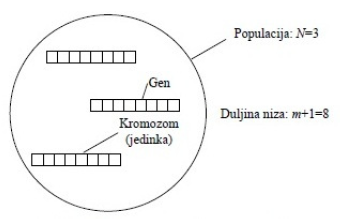 Populacija: N=3
Gen
Duljina niza: m+1=8
Kromozom
(jedinka)